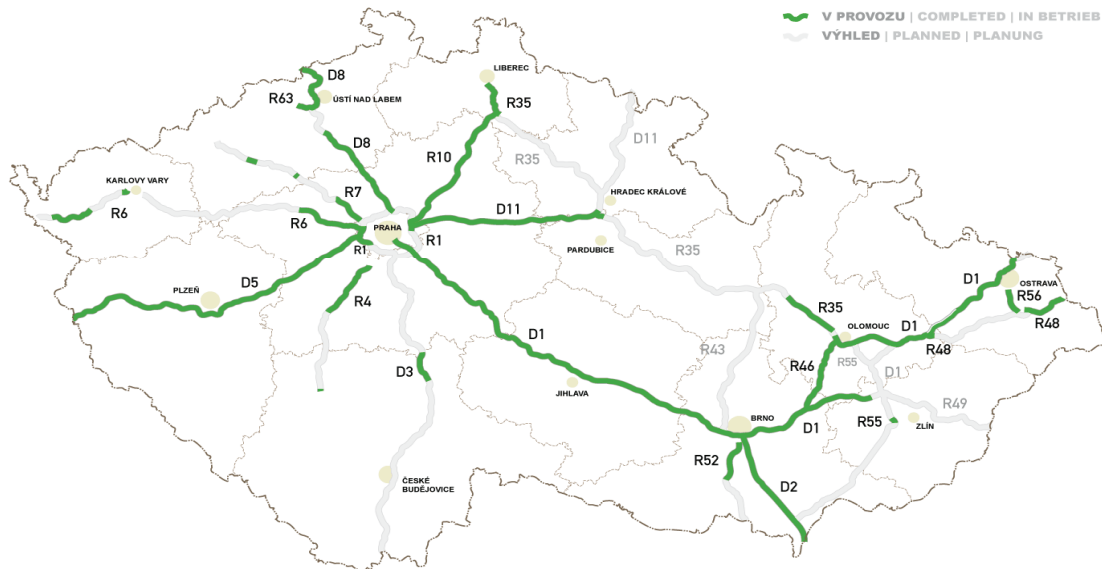 V PROVOZU | COMPLETED | IN BETRIEB
VÝHLED | PLANNED | PLANUNG
D8
LIBEREC
R63
ÚSTÍ NAD LABEM
R35
D8
D11
R10
R35
KARLOVY VARY
R7
HRADEC KRÁLOVÉ
R6
R6
D11
PRAHA
R1
R1
PARDUBICE
R35
D5
PLZEŇ
D1
OSTRAVA
R4
R56
R35
R48
D1
OLOMOUC
D1
R43
R55
R48
D3
R46
D1
JIHLAVA
R49
BRNO
D1
R55
ZLÍN
R52
ČESKÉ
BUDĚJOVICE
D2